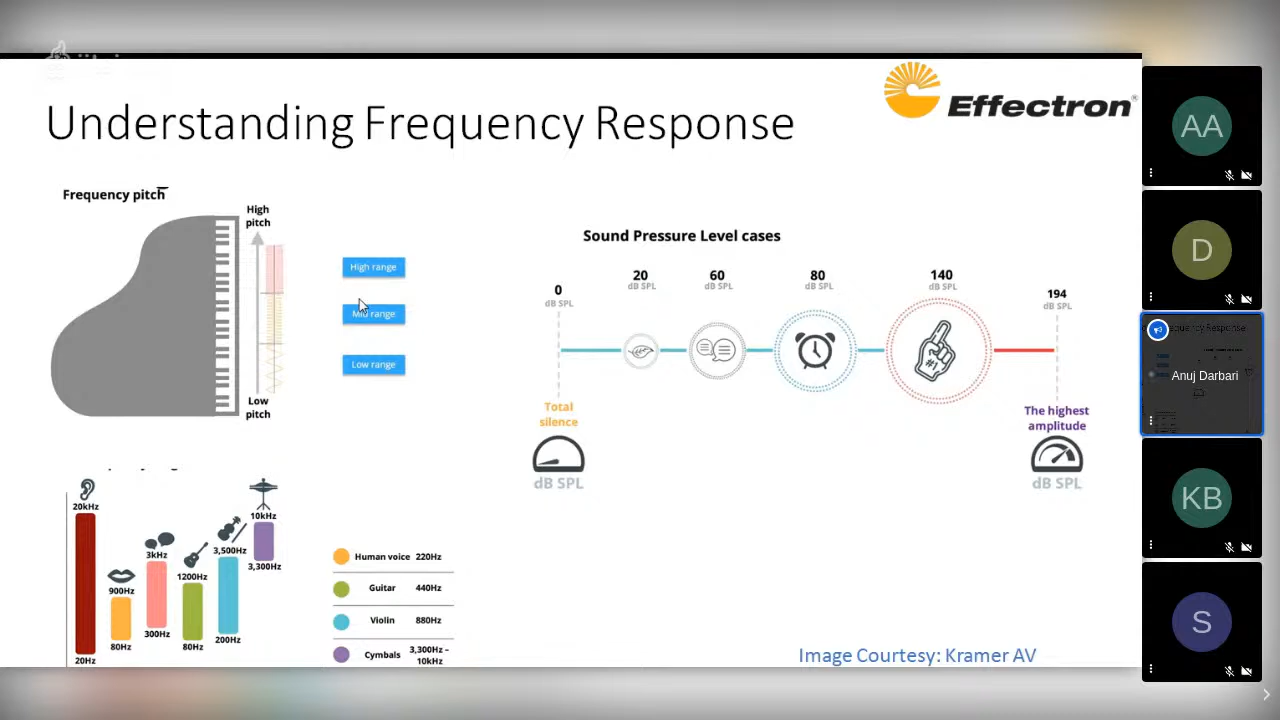 Understanding Frequency Response
Effectron®
Frequency pitch
High
pitch
Low
pitch
High range
Mid range
Low range
Sound Pressure Level cases
0
dB SPL
20
dB SPL
60
dB SPL
80
dB SPL
140
dB SPL
194
dB SPL
#1
Total
silence
dB SPL
The highest
amplitude
dB SPL
20kHz
20Hz
900Hz
80Hz
3kHz
300Hz
1200Hz
80Hz
3,500Hz
200Hz
10kHz
3,300Hz
Human voice 220Hz
Guitar 440Hz
Violin 880Hz
Cymbals 3,300Hz –
10kHz
Image Courtesy: Kramer AV
AA
D
Frequency Response
Anuj Darbari
KB
S